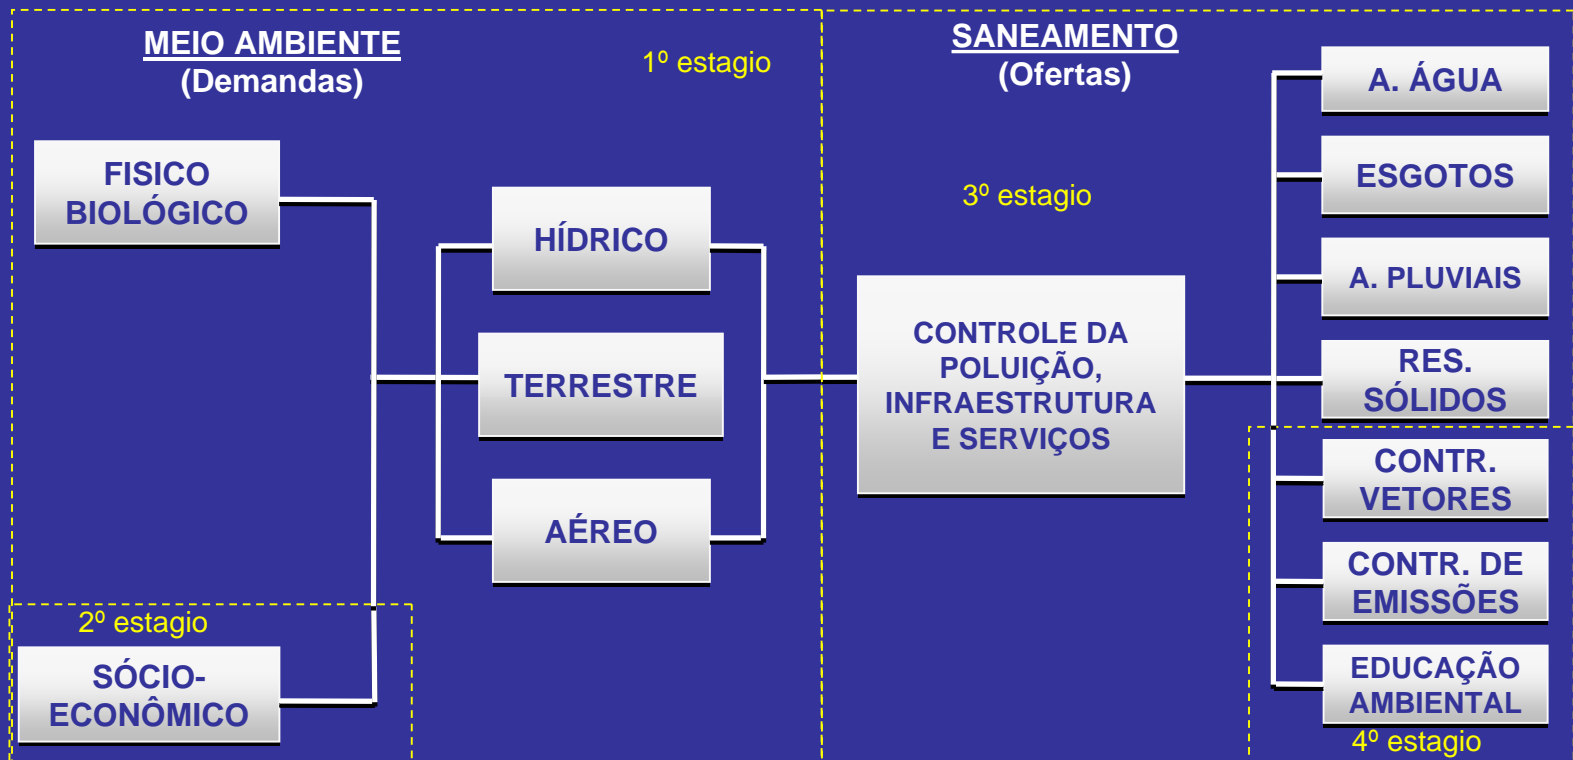 MEIO AMBIENTE
(Demandas)
1º estagio
FISICO
BIOLÓGICO
HÍDRICO
TERRESTRE
AÉREO
2º estagio
SÓCIO-
ECONÔMICO
SANEAMENTO
(Ofertas)
3º estagio
CONTROLE DA
POLUIÇÃO,
INFRAESTRUTURA
E SERVIÇOS
A. ÁGUA
ESGOTOS
A. PLUVIAIS
RES.
SÓLIDOS
CONTR.
VETORES
CONTR. DE
EMISSÕES
EDUCAÇÃO
AMBIENTAL
4º estagio